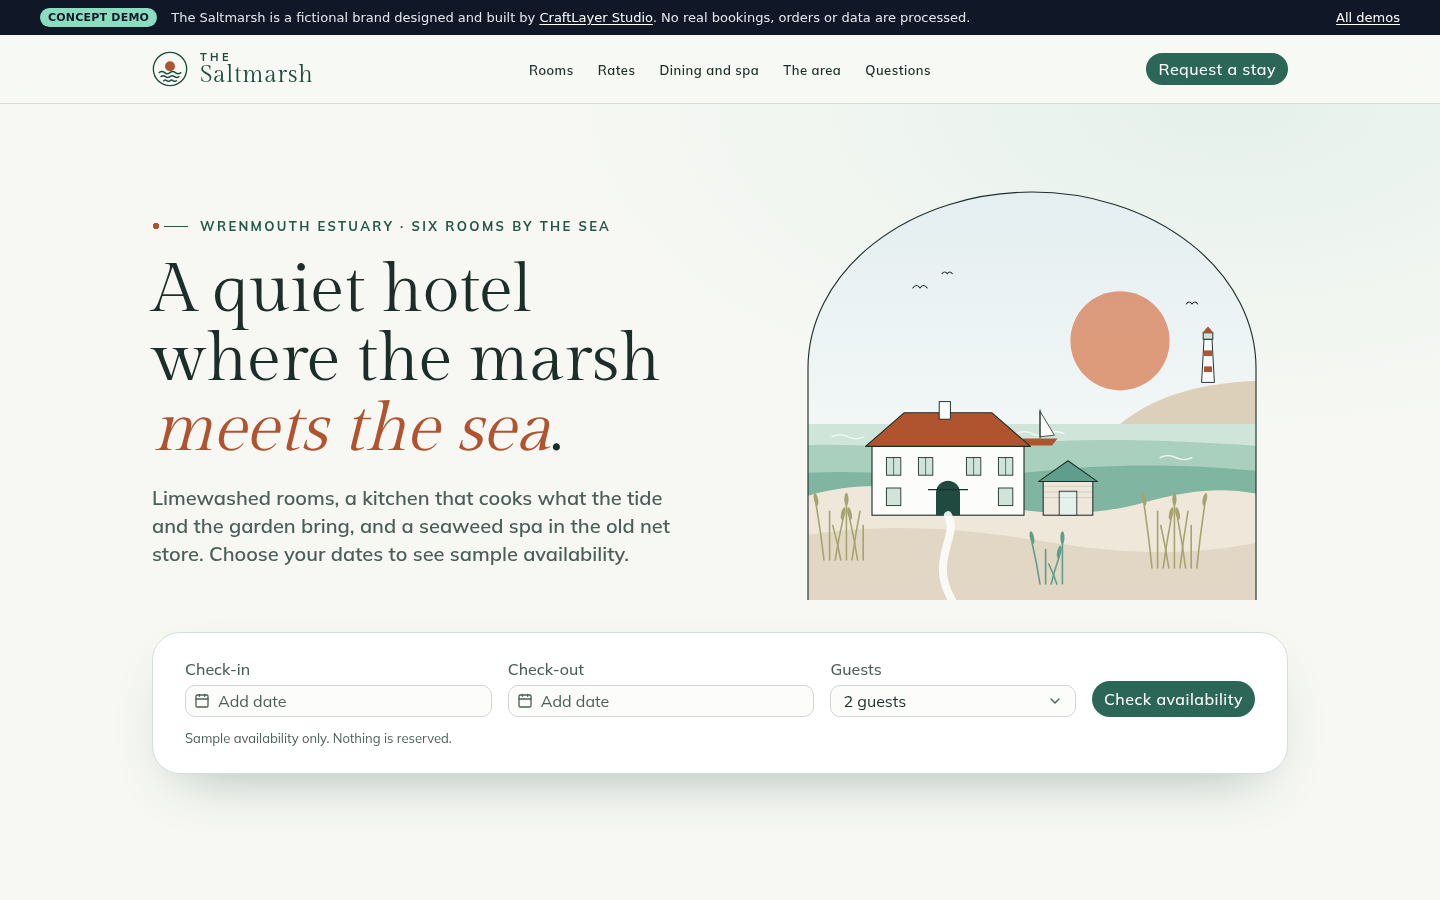 CONCEPT DEMO The Saltmarsh is a fictional brand designed and built by CraftLayer Studio. No real bookings, orders or data are processed. All demos
THE
Saltmarsh
Rooms Rates Dining and spa The area Questions
Request a stay
WRENMOUTH ESTUARY · SIX ROOMS BY THE SEA
A quiet hotel
where the marsh
meets the sea.
Limewashed rooms, a kitchen that cooks what the tide
and the garden bring, and a seaweed spa in the old net
store. Choose your dates to see sample availability.
Check-in Check-out Guests
Add date Add date 2 guests Check availability
Sample availability only. Nothing is reserved.